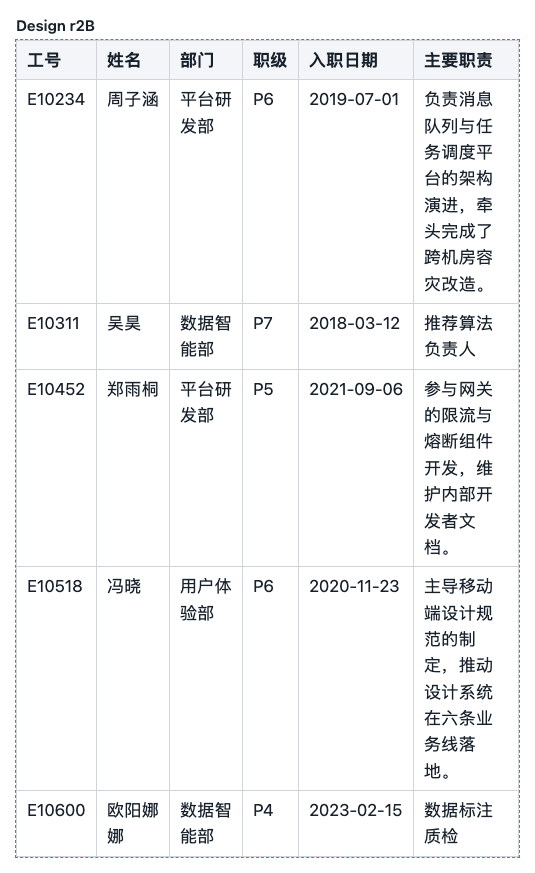 Design r2B
工号 姓名 部门 职级 入职日期 主要职责
E10234 周子涵 平台研发部 P6 2019-07-01 负责消息队列与任务调度平台的架构演进，牵头完成了跨机房容灾改造。
E10311 吴昊 数据智能部 P7 2018-03-12 推荐算法负责人
E10452 郑雨桐 平台研发部 P5 2021-09-06 参与网关的限流与熔断组件开发，维护内部开发者文档。
E10518 冯晓 用户体验部 P6 2020-11-23 主导移动端设计规范的制定，推动设计系统在六条业务线落地。
E10600 欧阳娜娜 数据智能部 P4 2023-02-15 数据标注质检